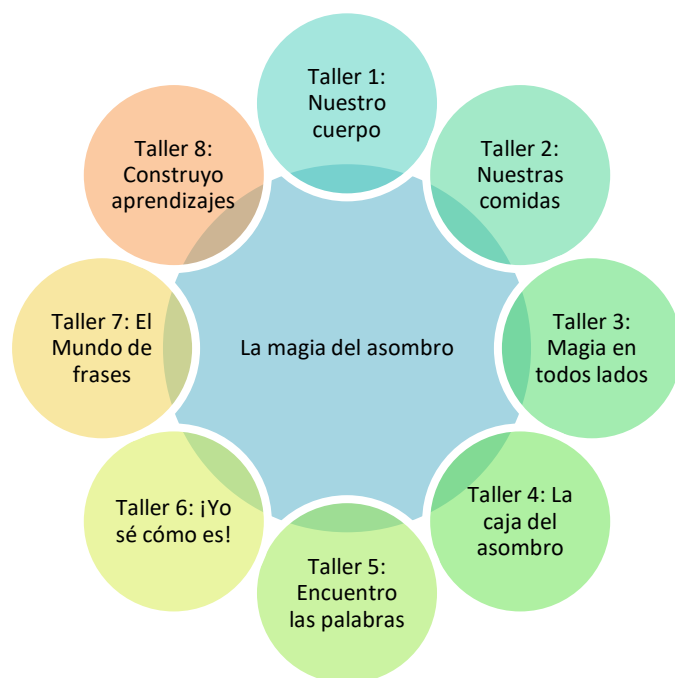 Taller 1:
Nuestro
cuerpo
Taller 2:
Nuestras
comidas
Taller 3:
Magia en
todos lados
Taller 4: La
caja del
asombro
Taller 5:
Encuentro
las palabras
Taller 6: ¡Yo
sé cómo es!
Taller 7: El
Mundo de
frases
Taller 8:
Construyo
aprendizajes
La magia del asombro